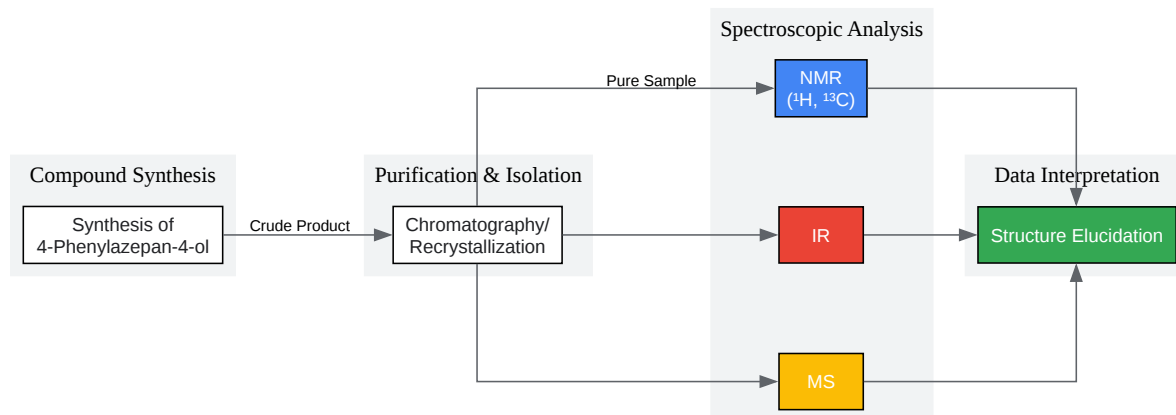 Spectroscopic Analysis
NMR
(¹H, ¹³C)
Pure Sample
Compound Synthesis
Purification & Isolation
Data Interpretation
Synthesis of
4-Phenylazepan-4-ol
Crude Product
Chromatography/
Recrystallization
IR
Structure Elucidation
MS